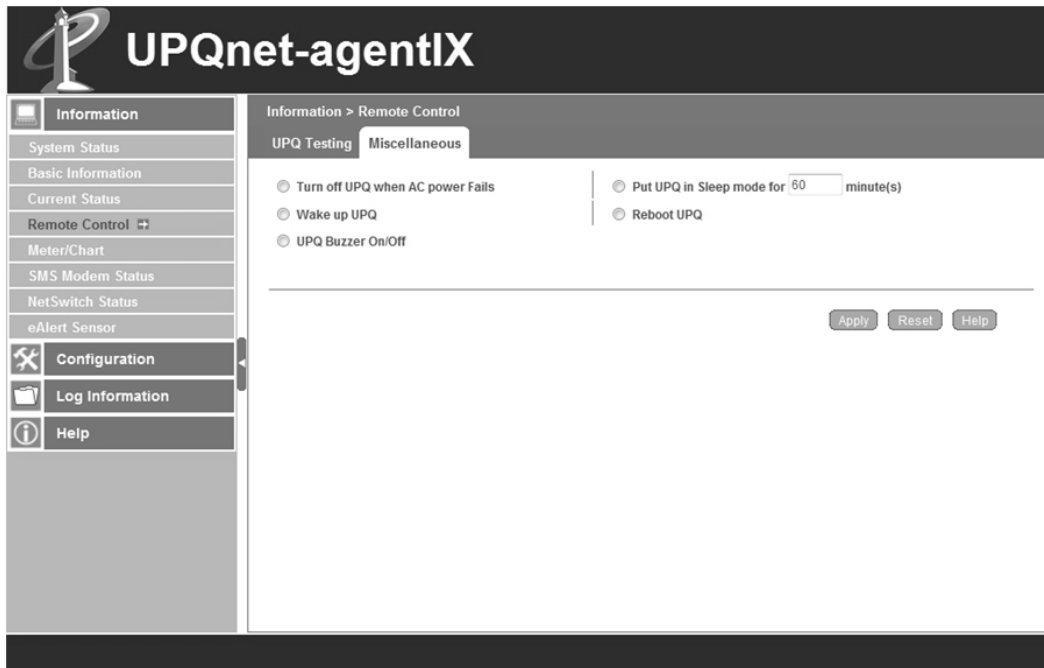 UPQnet-agentIX
Information
System Status
Basic Information
Current Status
Remote Control
Meter/Chart
SMS Modem Status
NetSwitch Status
eAlert Sensor
Configuration
Log Information
Help
Information > Remote Control
UPQ Testing Miscellaneous
Turn off UPQ when AC power Fails
Put UPQ in Sleep mode for 60 minute(s)
Wake up UPQ
Reboot UPQ
UPQ Buzzer On/Off
Apply Reset Help